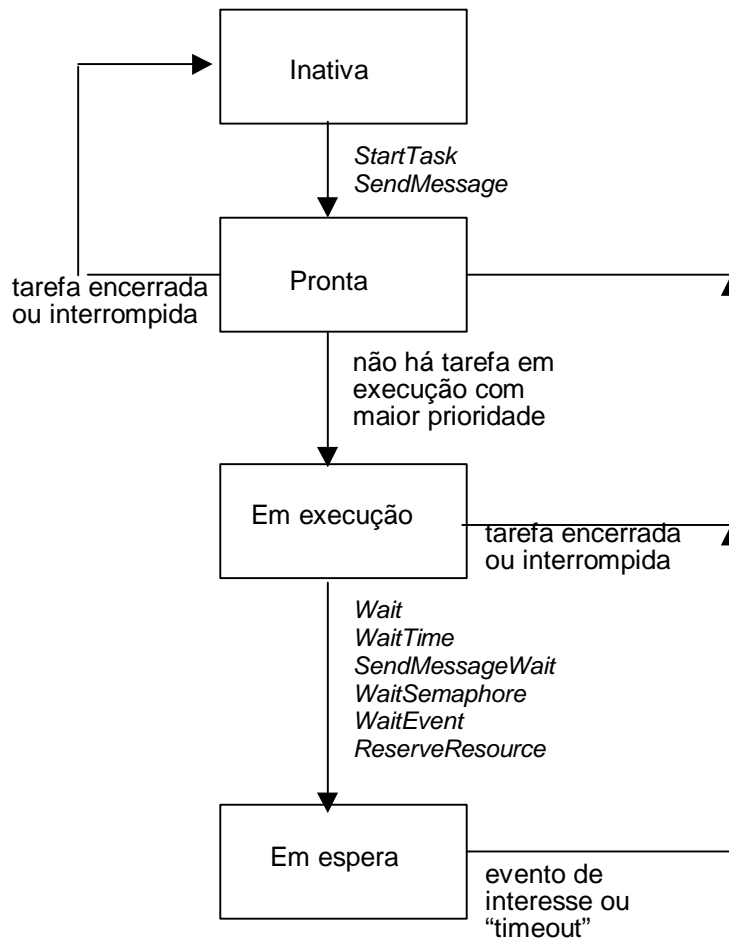 Inativa
StartTask
SendMessage
tarefa encerrada
ou interrompida
Pronta
não há tarefa em
execução com
maior prioridade
Em execução
tarefa encerrada
ou interrompida
Wait
WaitTime
SendMessageWait
WaitSemaphore
WaitEvent
ReserveResource
Em espera
evento de
interesse ou
“timeout”